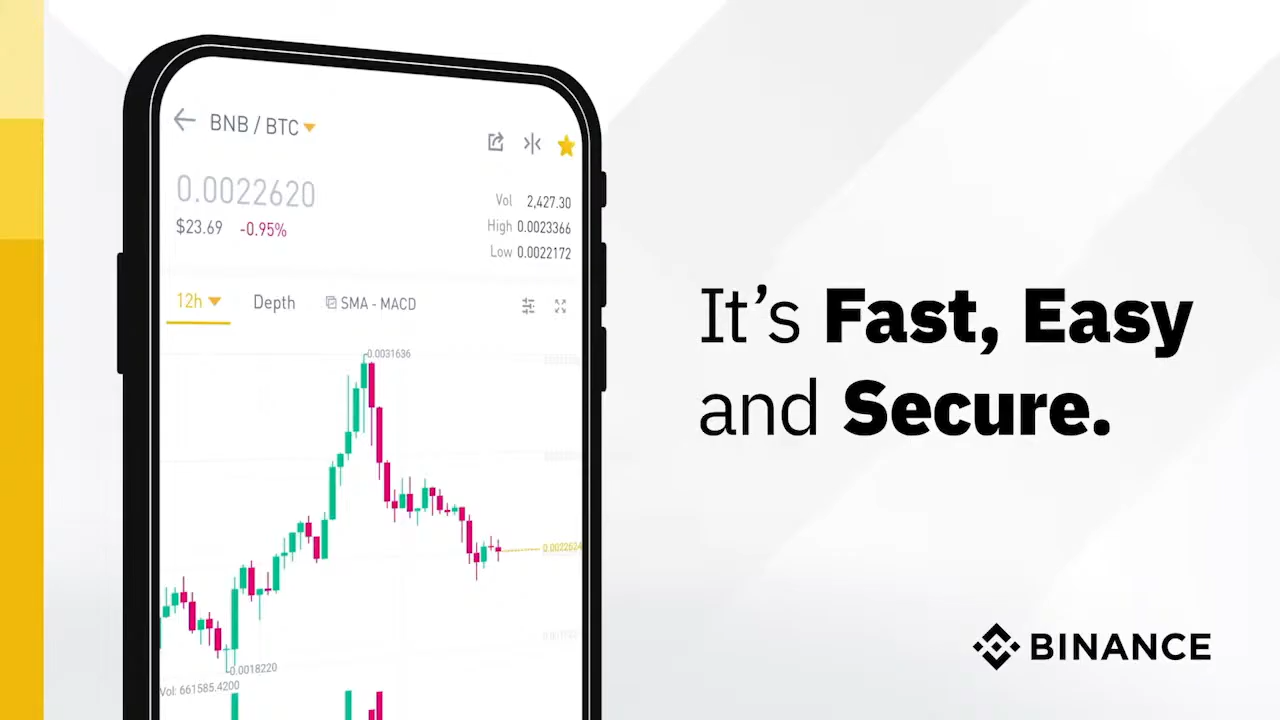 BNB / BTC
0.0022620
$23.69 -0.95%
Vol 2,427.30
High 0.0023366
Low 0.0022172
12h Depth SMA - MACD
0.0031636
0.0022624
0.0018220
Vol: 661585.4200
It's Fast, Easy
and Secure.
BINANCE